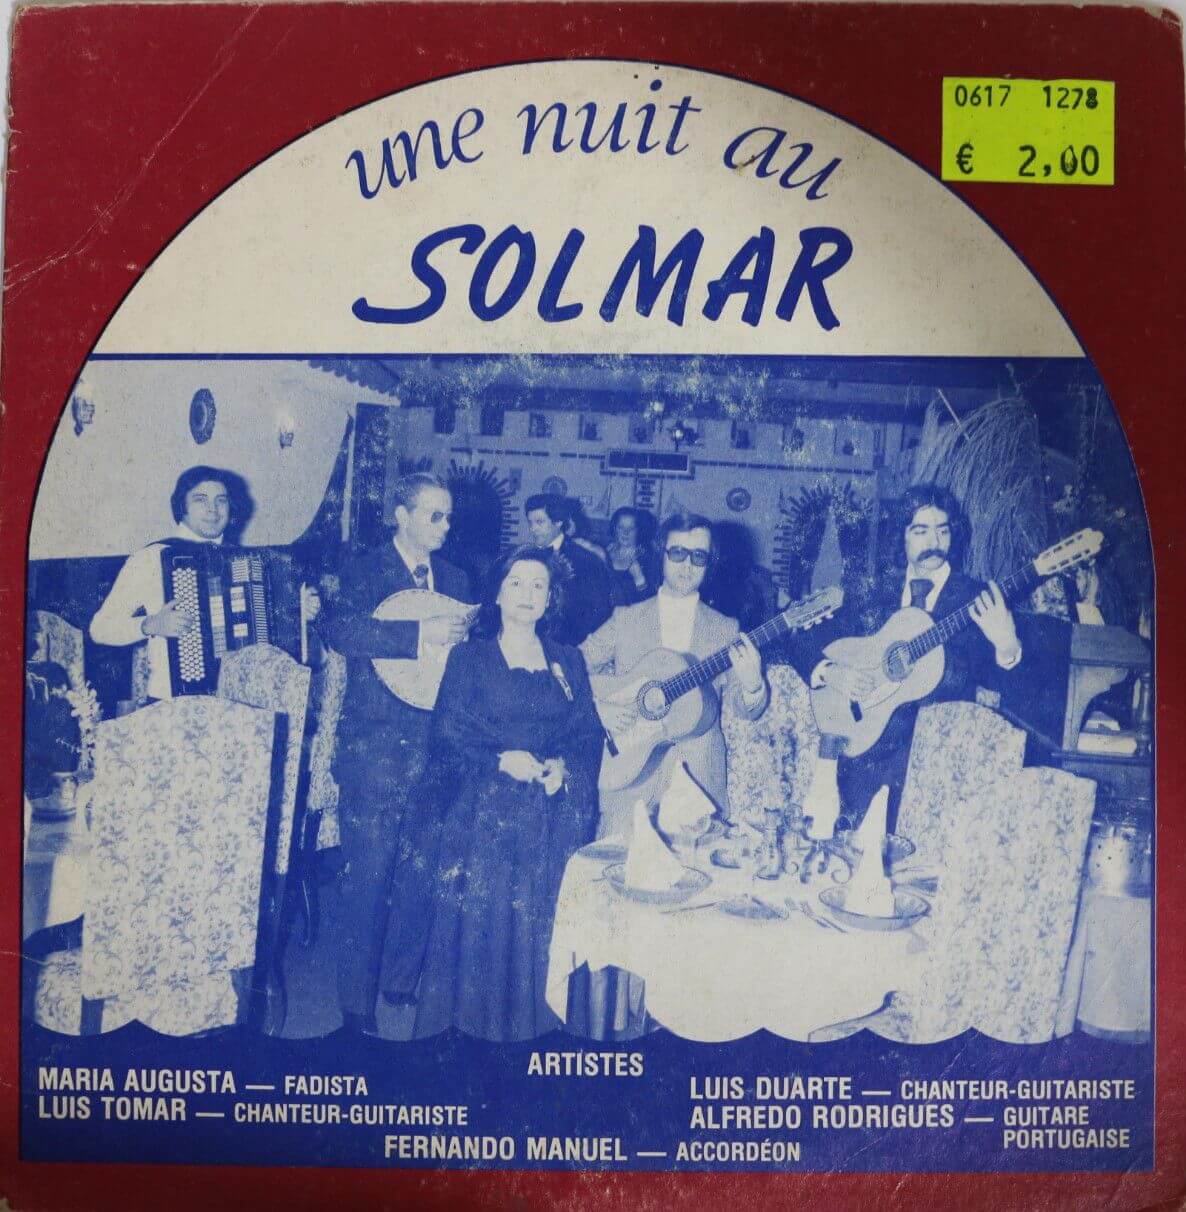 une nuit au
SOLMAR
0617 1278
€ 2,00
ARTISTES
MARIA AUGUSTA — FADISTA
LUIS TOMAR — CHANTEUR-GUITARISTE
LUIS DUARTE — CHANTEUR-GUITARISTE
ALFREDO RODRIGUES — GUITARE
PORTUGAISE
FERNANDO MANUEL — ACCORDÉON